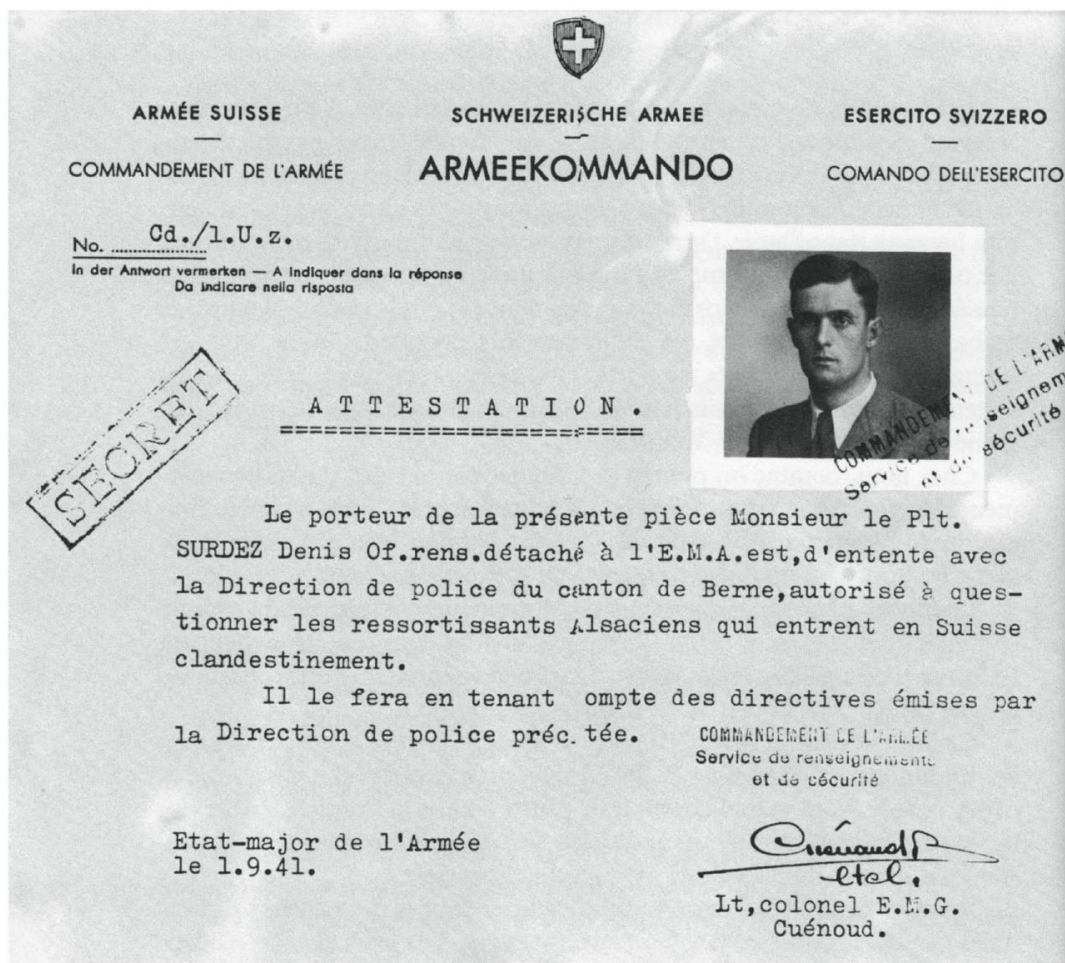 ARMÉE SUISSE
COMMANDEMENT DE L'ARMÉE
SCHWEIZERISCHE ARMEE
ARMEEKOMMANDO
ESERCITO SVIZZERO
COMANDO DELL'ESERCITO
No. Cd./l.U.z.
In der Antwort vermerken — A indiquer dans la réponse
Da indicare nella risposta
SECRET
COMMANDEMENT DE L'ARM
Service de renseignem
et de sécurité
ATTESTATION.
Le porteur de la présente pièce Monsieur le Plt.
SURDEZ Denis Of.rens.détaché à l'E.M.A.est,d'entente avec
la Direction de police du canton de Berne,autorisé à ques-
tionner les ressortissants Alsaciens qui entrent en Suisse
clandestinement.
Il le fera en tenant ompte des directives émises par
la Direction de police préc.tée.
COMMANDEMENT DE L'ARMÉE
Service de renseignements
et de sécurité
Etat-major de l'Armée
le 1.9.41.
Cuénoud
ltcl.
Lt,colonel E.M.G.
Cuénoud.